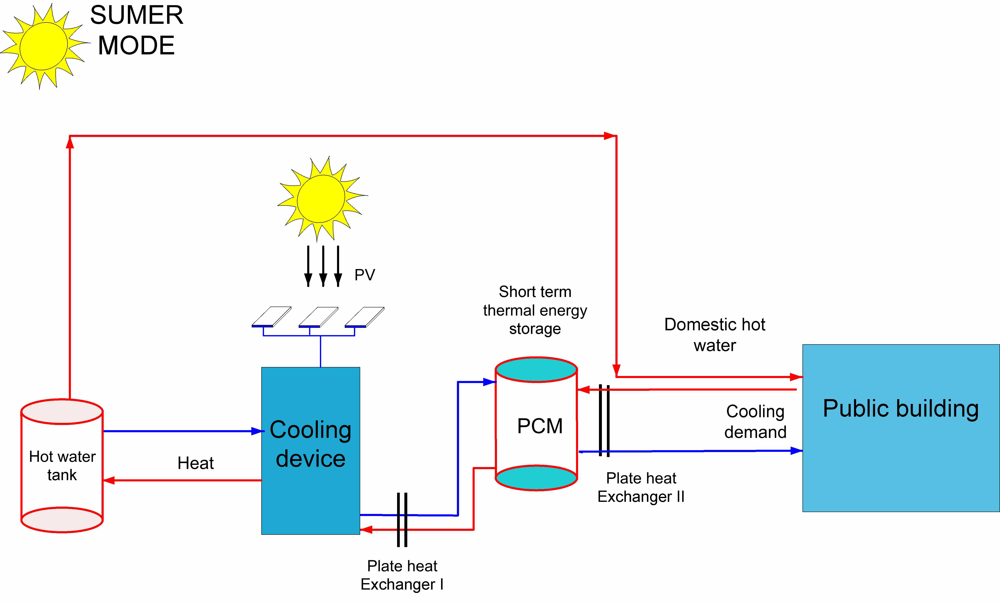 SUMER
MODE
PV
Short term
thermal energy
storage
Domestic hot
water
Public building
Cooling
demand
PCM
Cooling
device
Hot water
tank
Heat
Plate heat
Exchanger II
Plate heat
Exchanger I